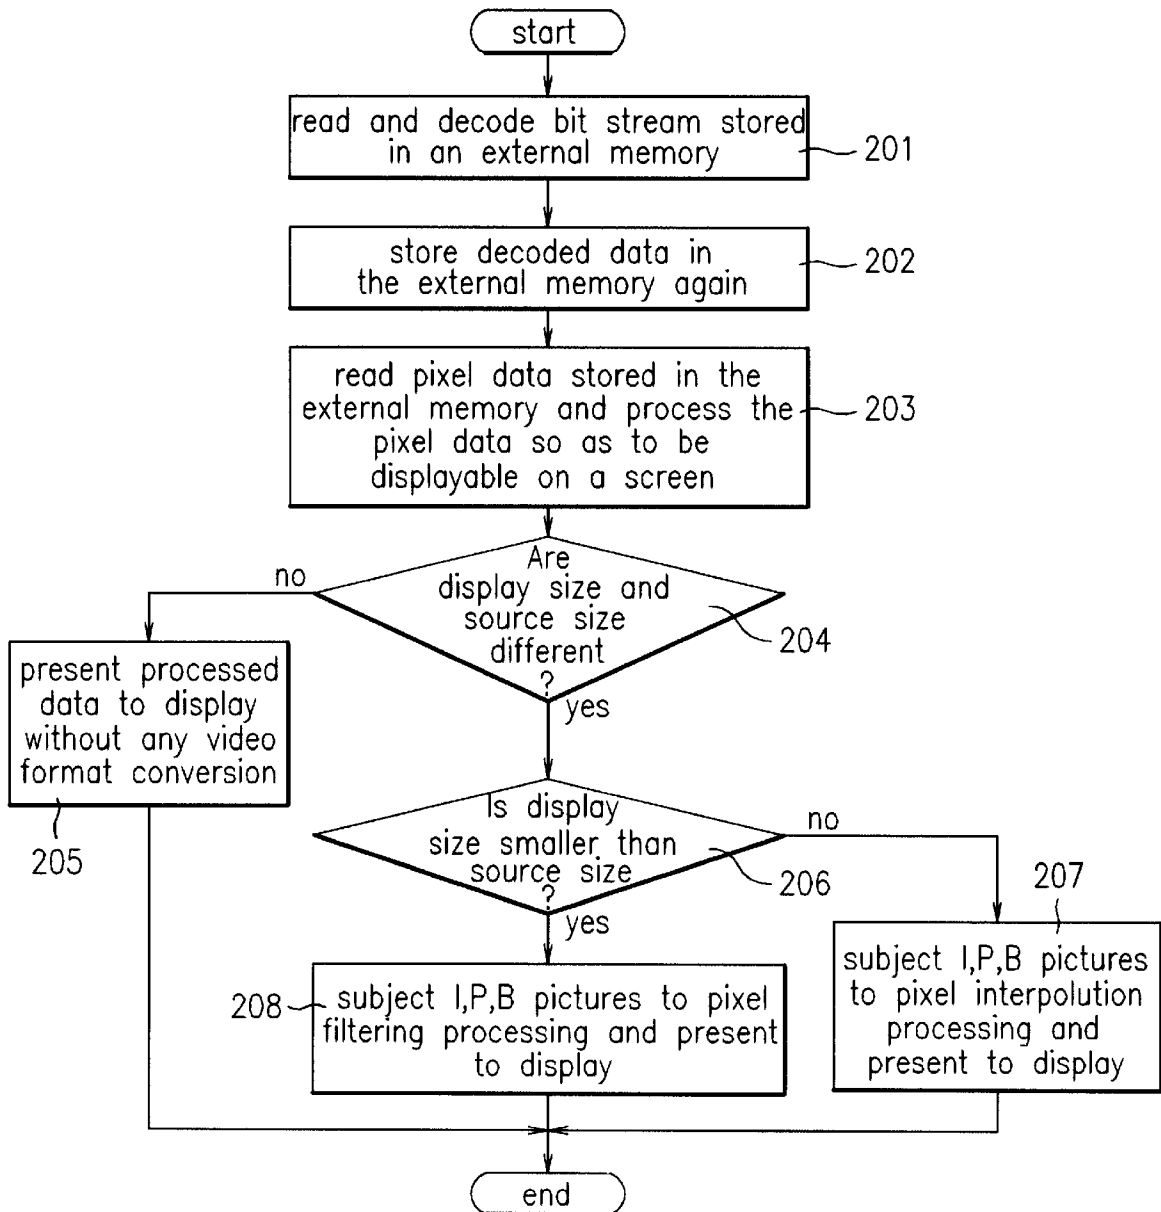 start
read and decode bit stream stored
in an external memory
201
store decoded data in
the external memory again
202
read pixel data stored in the
external memory and process the
pixel data so as to be
displayable on a screen
203
Are
display size and
source size
different
?
204
no
yes
present processed
data to display
without any video
format conversion
205
Is display
size smaller than
source size
?
206
no
yes
207
subject I,P,B pictures
to pixel interpolution
processing and
present to display
208
subject I,P,B pictures to pixel
filtering processing and present
to display
end